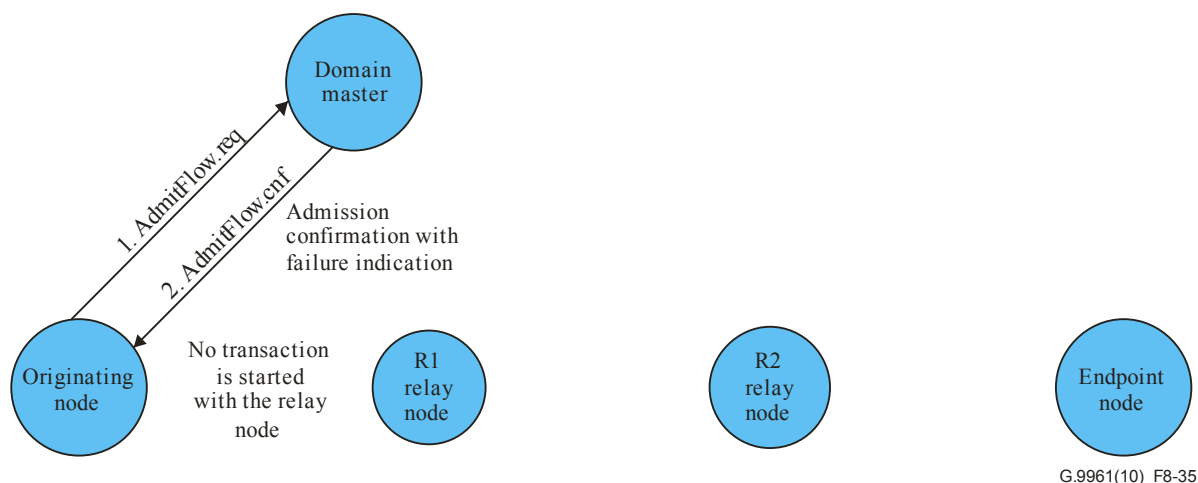 Domain
master
1. AdmitFlow.req
2. AdmitFlow.cnf
Admission
confirmation with
failure indication
Originating
node
No transaction
is started
with the relay
node
R1
relay
node
R2
relay
node
Endpoint
node
G.9961(10)_F8-35